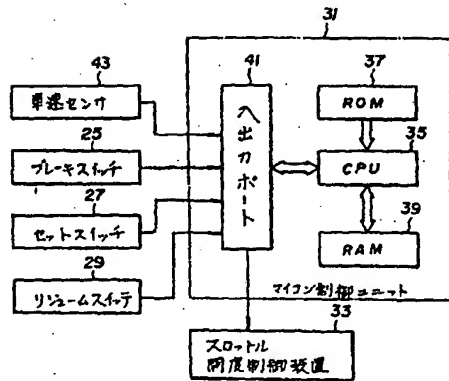 31
43
車速センサ
25
ブレーキスイッチ
27
セットスイッチ
29
リジュームスイッチ
41
入出力ポート
37
ROM
35
CPU
39
RAM
マイコン制御ユニット
33
スロットル
開度制御装置